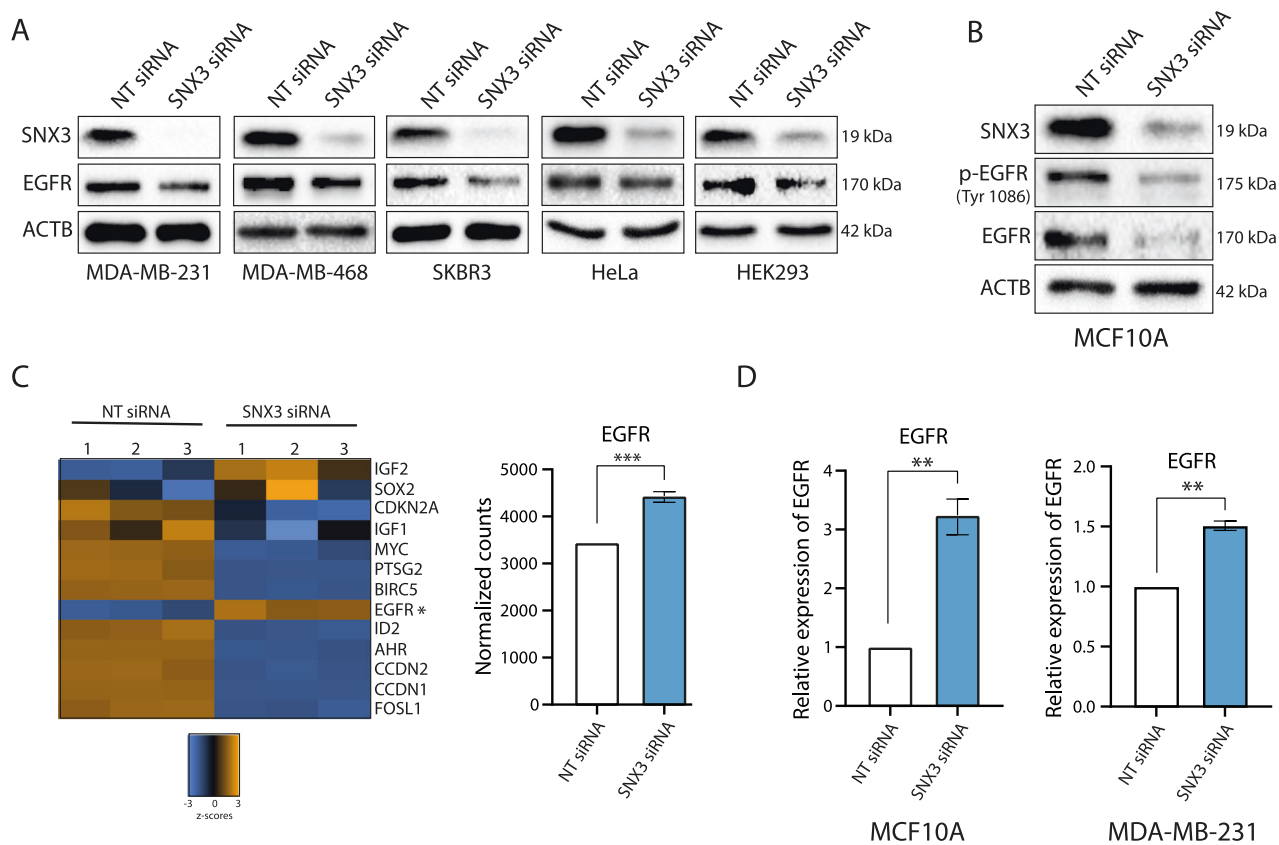 A
NT siRNA SNX3 siRNA NT siRNA SNX3 siRNA NT siRNA SNX3 siRNA NT siRNA SNX3 siRNA NT siRNA SNX3 siRNA
SNX3 19 kDa
EGFR 170 kDa
ACTB 42 kDa
MDA-MB-231 MDA-MB-468 SKBR3 HeLa HEK293
B
NT siRNA SNX3 siRNA
SNX3 19 kDa
p-EGFR 175 kDa
(Tyr 1086)
EGFR 170 kDa
ACTB 42 kDa
MCF10A
C
NT siRNA SNX3 siRNA
1 2 3 1 2 3
IGF2
SOX2
CDKN2A
IGF1
MYC
PTSG2
BIRC5
EGFR *
ID2
AHR
CCDN2
CCDN1
FOSL1
-3 0 3
z-scores
EGFR
***
Normalized counts
5000
4000
3000
2000
1000
0
NT siRNA SNX3 siRNA
D
EGFR
**
Relative expression of EGFR
4
3
2
1
0
NT siRNA SNX3 siRNA
MCF10A
EGFR
**
Relative expression of EGFR
2.0
1.5
1.0
0.5
0.0
NT siRNA SNX3 siRNA
MDA-MB-231